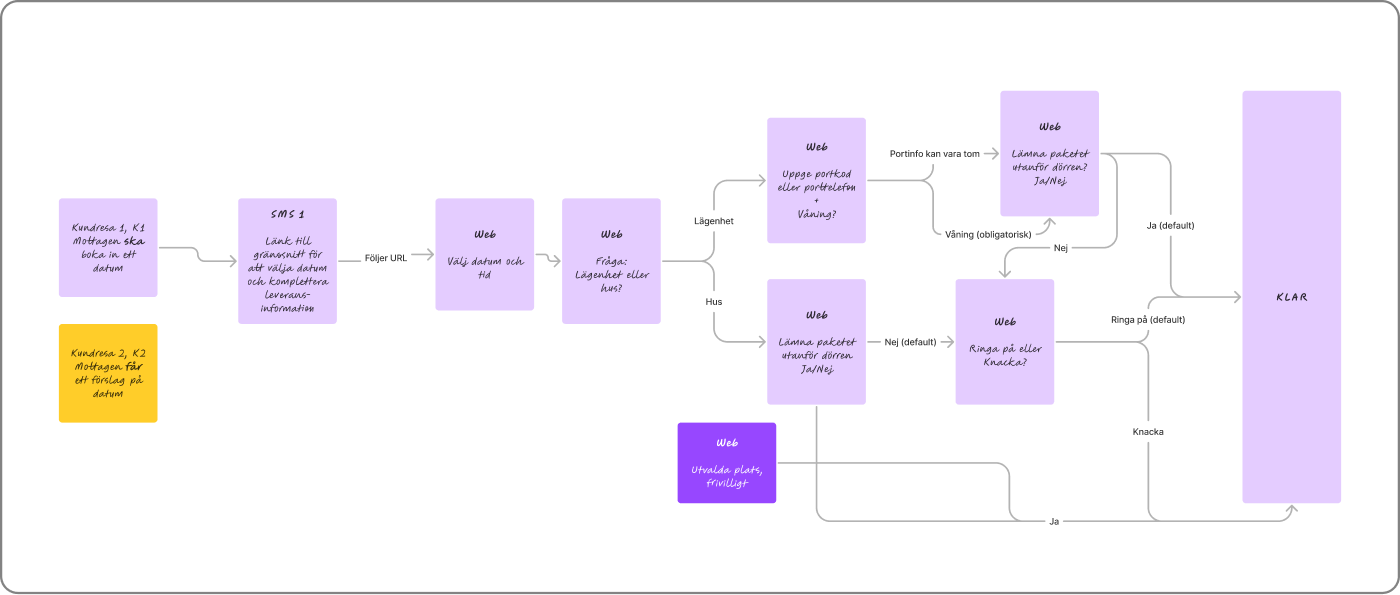 Kundresa 1, K1
Mottagen ska
boka in ett
datum
Kundresa 2, K2
Mottagen får
ett förslag på
datum
SMS 1
Länk till
gränssnitt för
att välja datum
och komplettera
leverans-
information
Följer URL
Web
Välj datum och
tid
Web
Fråga:
Lägenhet eller
hus?
Lägenhet
Hus
Web
Uppge portkod
eller porttelefon
+
Våning?
Portinfo kan vara tom
Våning (obligatorisk)
Web
Lämna paketet
utanför dörren?
Ja/Nej
Ja (default)
Nej
Web
Lämna paketet
utanför dörren
Ja/Nej
Nej (default)
Web
Ringa på eller
Knacka?
Ringa på (default)
Knacka
Web
Utvalda plats,
frivilligt
Ja
KLAR